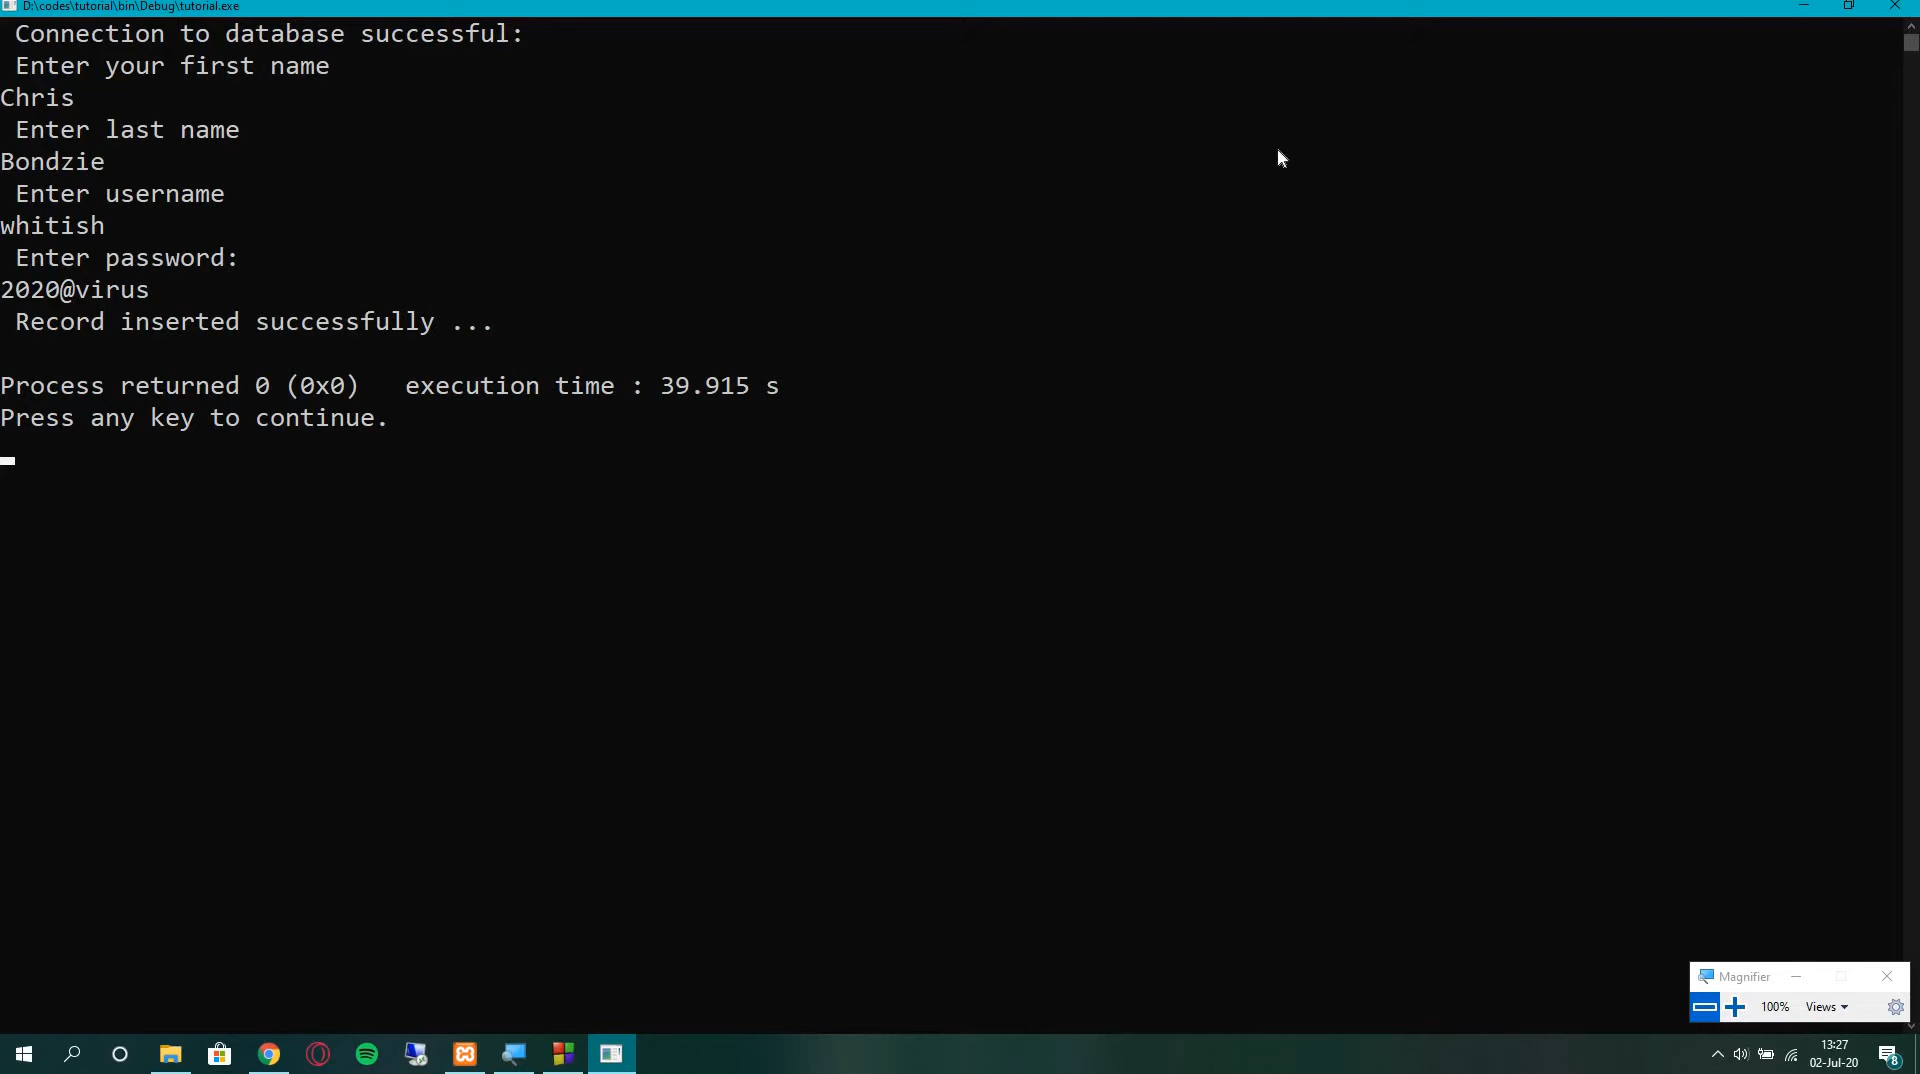 D:\codes\tutorial\bin\Debug\tutorial.exe
Connection to database successful:
Enter your first name
Chris
Enter last name
Bondzie
Enter username
whitish
Enter password:
2020@virus
Record inserted successfully ...
Process returned 0 (0x0)   execution time : 39.915 s
Press any key to continue.
Magnifier
100% Views
13:27
02-Jul-20
8